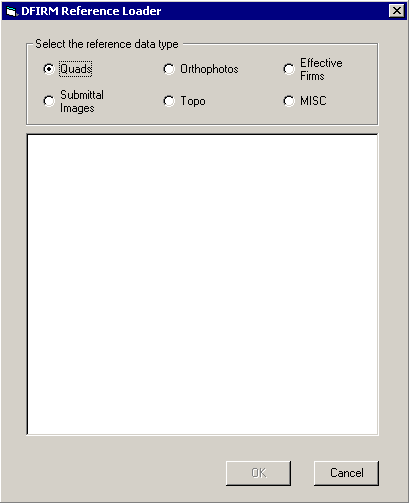 DFIRM Reference Loader
Select the reference data type
Quads
Orthophotos
Effective
Firms
Submittal
Images
Topo
MISC
OK
Cancel